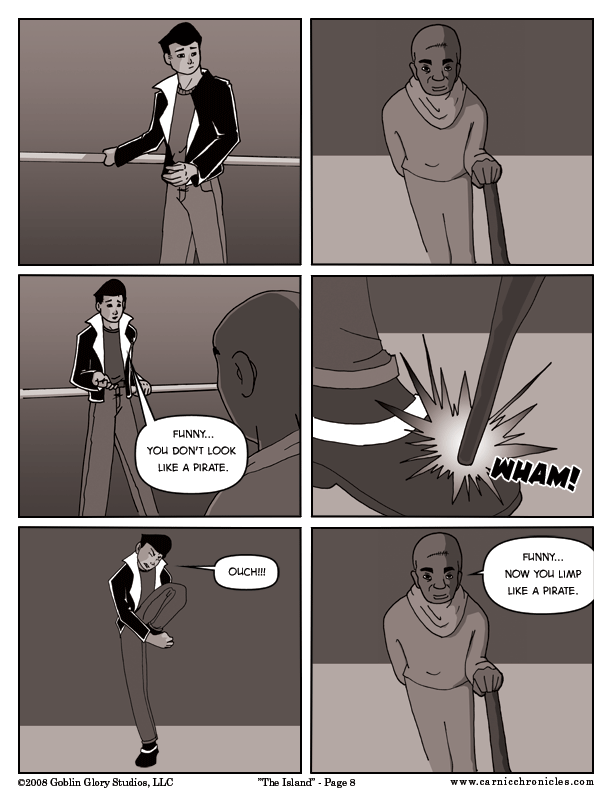 FUNNY...
YOU DON'T LOOK
LIKE A PIRATE.
WHAM!
OUCH!!!
FUNNY...
NOW YOU LIMP
LIKE A PIRATE.
©2008 Goblin Glory Studios, LLC
"The Island" - Page 8
www.carnicchronicles.com